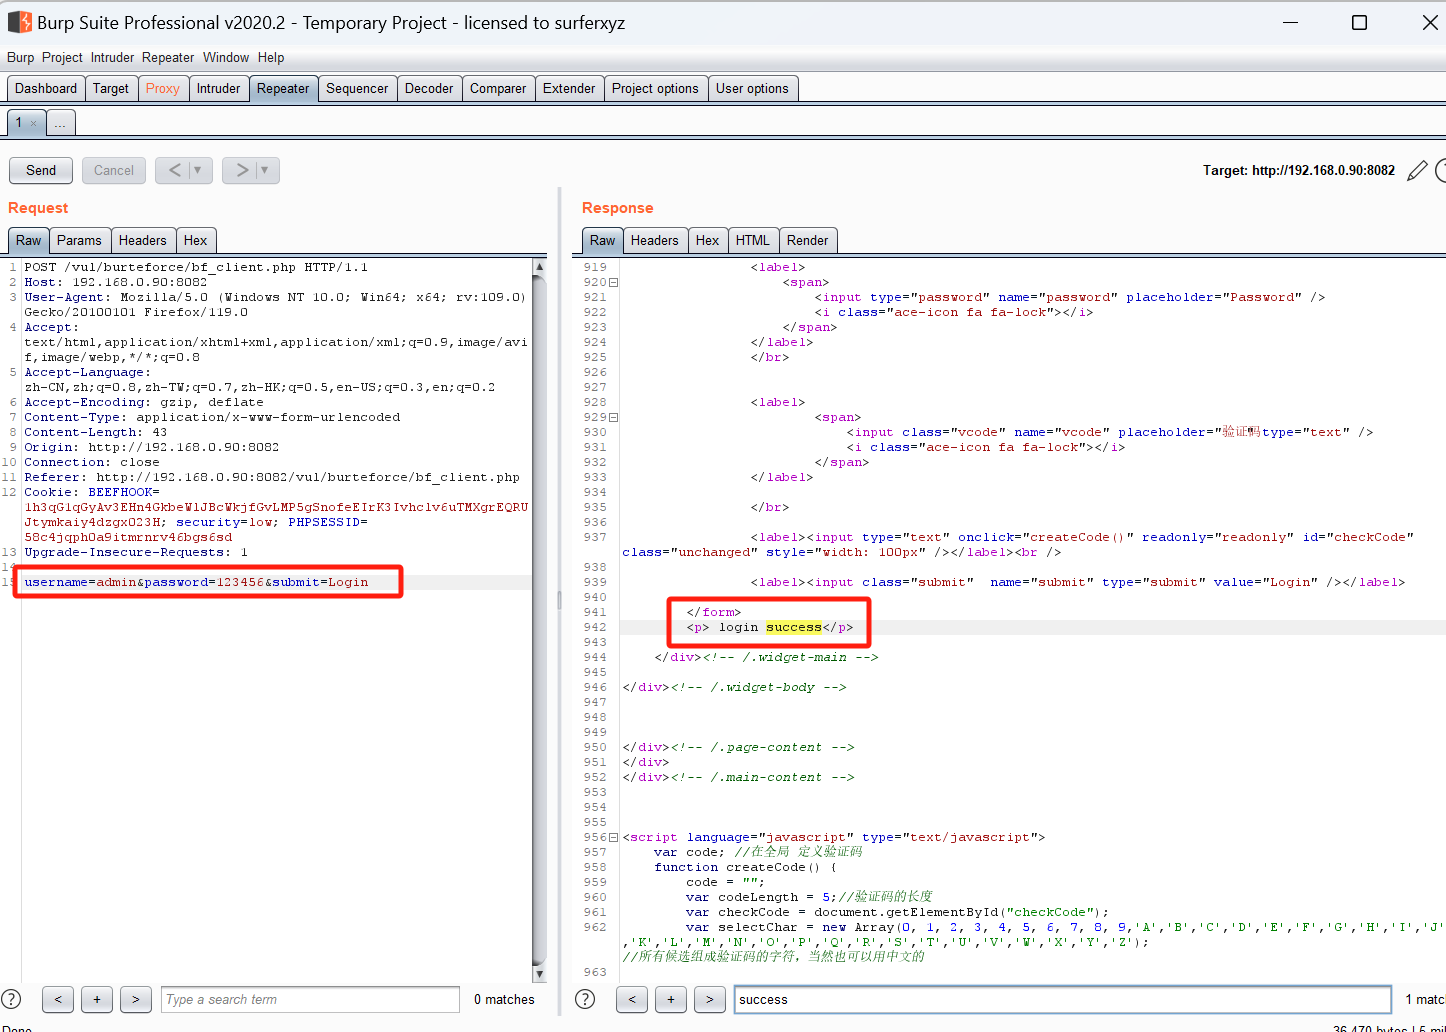 Burp Suite Professional v2020.2 - Temporary Project - licensed to surferxyz
Burp Project Intruder Repeater Window Help
Dashboard Target Proxy Intruder Repeater Sequencer Decoder Comparer Extender Project options User options
1 × ...
Send Cancel < ▼ > ▼ Target: http://192.168.0.90:8082
Request
Raw Params Headers Hex
1 POST /vul/burteforce/bf_client.php HTTP/1.1
2 Host: 192.168.0.90:8082
3 User-Agent: Mozilla/5.0 (Windows NT 10.0; Win64; x64; rv:109.0)
Gecko/20100101 Firefox/119.0
4 Accept:
text/html,application/xhtml+xml,application/xml;q=0.9,image/avi
f,image/webp,*/*;q=0.8
5 Accept-Language:
zh-CN,zh;q=0.8,zh-TW;q=0.7,zh-HK;q=0.5,en-US;q=0.3,en;q=0.2
6 Accept-Encoding: gzip, deflate
7 Content-Type: application/x-www-form-urlencoded
8 Content-Length: 43
9 Origin: http://192.168.0.90:8082
10 Connection: close
11 Referer: http://192.168.0.90:8082/vul/burteforce/bf_client.php
12 Cookie: BEEFHOOK=
1h3qG1qGyAv3EHn4GkbeWlJBcWkjfGvLMP5gSnofeEIrK3Ivhclv6uTMXgrEQRU
Jtymkaiy4dzgxO23H; security=low; PHPSESSID=
58c4jqph0a9itmrnrv46bgs6sd
13 Upgrade-Insecure-Requests: 1
14
15 username=admin&password=123456&submit=Login
? < + > Type a search term 0 matches
Response
Raw Headers Hex HTML Render
919 <label>
920 <span>
921 <input type="password" name="password" placeholder="Password" />
922 <i class="ace-icon fa fa-lock"></i>
923 </span>
924 </label>
925 </br>
926
927
928 <label>
929 <span>
930 <input class="vcode" name="vcode" placeholder="验证码" type="text" />
931 <i class="ace-icon fa fa-lock"></i>
932 </span>
933 </label>
934
935 </br>
936
937 <label><input type="text" onclick="createCode()" readonly="readonly" id="checkCode"
class="unchanged" style="width: 100px" /></label><br />
938
939 <label><input class="submit"  name="submit" type="submit" value="Login" /></label>
940
941 </form>
942 <p> login success</p>
943
944 </div><!-- /.widget-main -->
945
946 </div><!-- /.widget-body -->
947
948
949
950 </div><!-- /.page-content -->
951 </div>
952 </div><!-- /.main-content -->
953
954
955
956 <script language="javascript" type="text/javascript">
957 var code; //在全局 定义验证码
958 function createCode() {
959 code = "";
960 var codeLength = 5;//验证码的长度
961 var checkCode = document.getElementById("checkCode");
962 var selectChar = new Array(0, 1, 2, 3, 4, 5, 6, 7, 8, 9,'A','B','C','D','E','F','G','H','I','J'
,'K','L','M','N','O','P','Q','R','S','T','U','V','W','X','Y','Z');
//所有候选组成验证码的字符，当然也可以用中文的
963
? < + > success 1 matc
Done 36,470 bytes | 5 mil